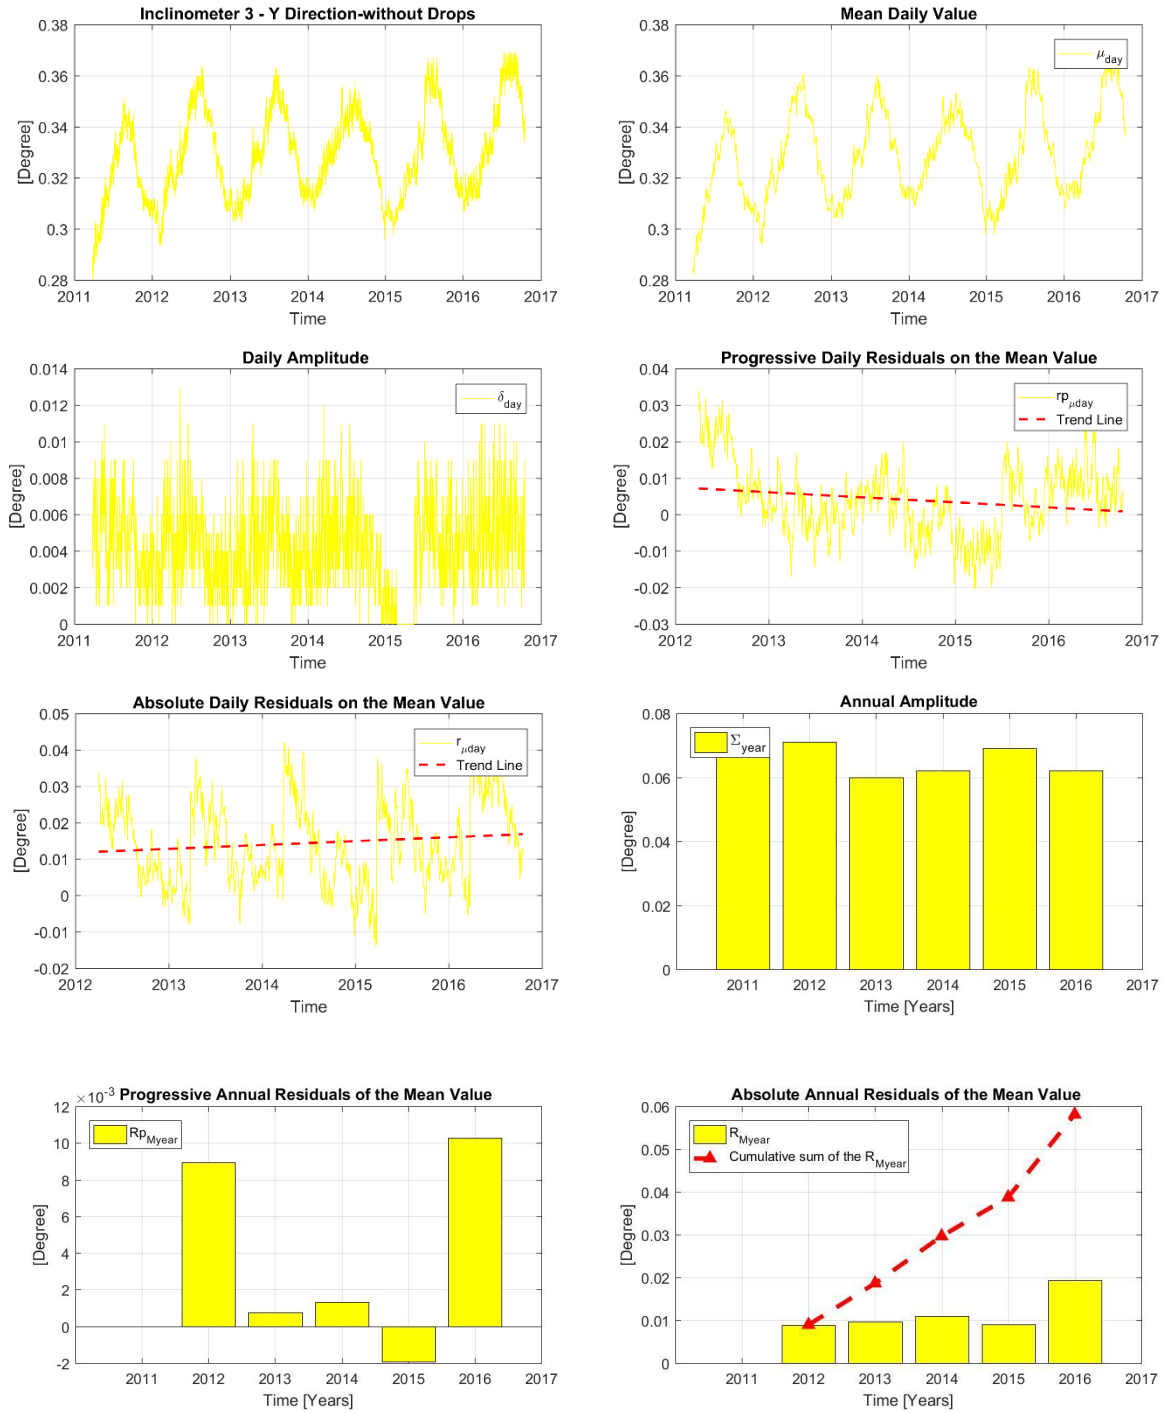 Inclinometer 3 - Y Direction-without Drops
0.38
0.36
0.34
0.32
0.3
0.28
[Degree]
2011 2012 2013 2014 2015 2016 2017
Time
Mean Daily Value
μday
0.38
0.36
0.34
0.32
0.3
0.28
[Degree]
2011 2012 2013 2014 2015 2016 2017
Time
Daily Amplitude
δday
0.014
0.012
0.01
0.008
0.006
0.004
0.002
0
[Degree]
2011 2012 2013 2014 2015 2016 2017
Time
Progressive Daily Residuals on the Mean Value
rpμday
Trend Line
0.04
0.03
0.02
0.01
0
-0.01
-0.02
-0.03
[Degree]
2012 2013 2014 2015 2016 2017
Time
Absolute Daily Residuals on the Mean Value
rμday
Trend Line
0.05
0.04
0.03
0.02
0.01
0
-0.01
-0.02
[Degree]
2012 2013 2014 2015 2016 2017
Time
Annual Amplitude
Σyear
0.08
0.06
0.04
0.02
0
[Degree]
2011 2012 2013 2014 2015 2016 2017
Time [Years]
×10-3 Progressive Annual Residuals of the Mean Value
RpMyear
12
10
8
6
4
2
0
-2
[Degree]
2011 2012 2013 2014 2015 2016 2017
Time [Years]
Absolute Annual Residuals of the Mean Value
RMyear
Cumulative sum of the RMyear
0.06
0.05
0.04
0.03
0.02
0.01
0
[Degree]
2011 2012 2013 2014 2015 2016 2017
Time [Years]